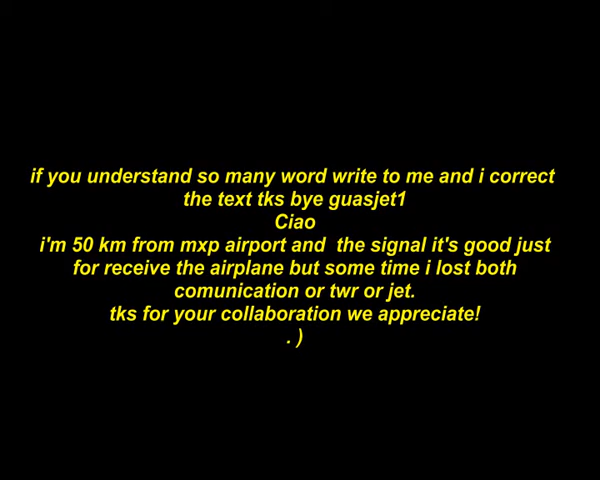 if you understand so many word write to me and i correct
the text tks bye guasjet1
Ciao
i'm 50 km from mxp airport and  the signal it's good just
for receive the airplane but some time i lost both
comunication or twr or jet.
tks for your collaboration we appreciate!
. )